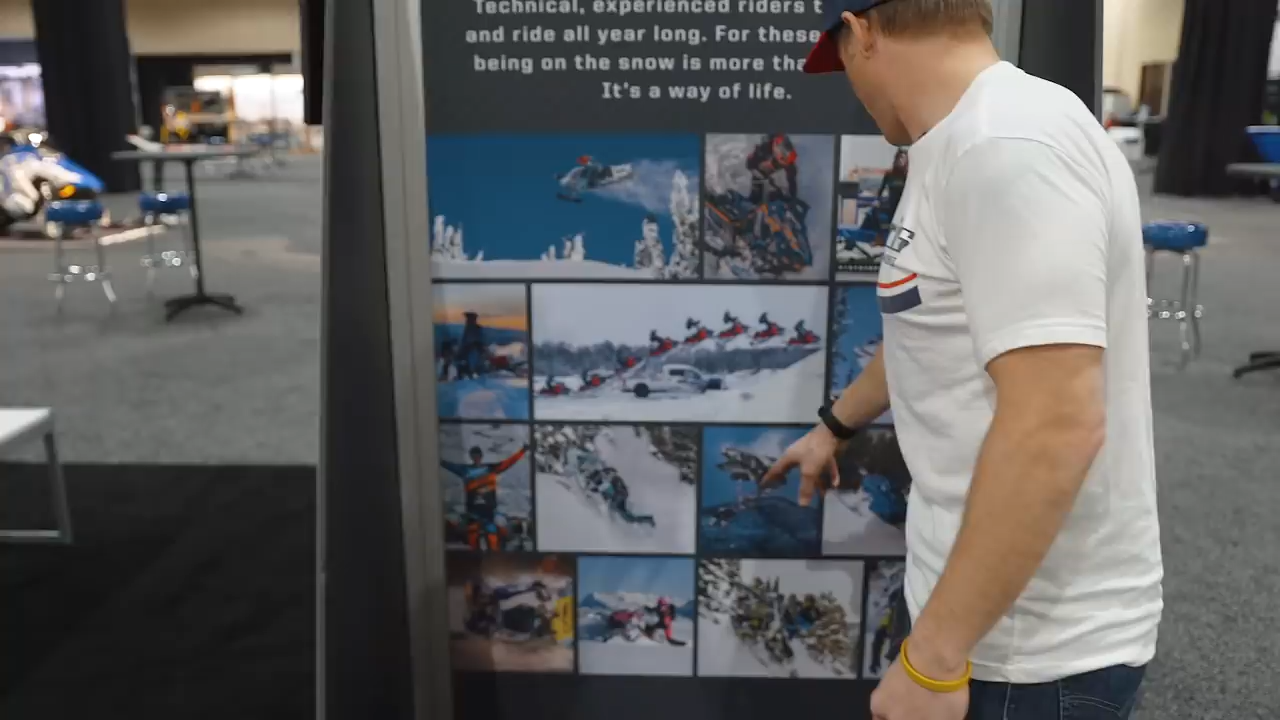 Technical, experienced riders t
and ride all year long. For these
being on the snow is more tha
It's a way of life.